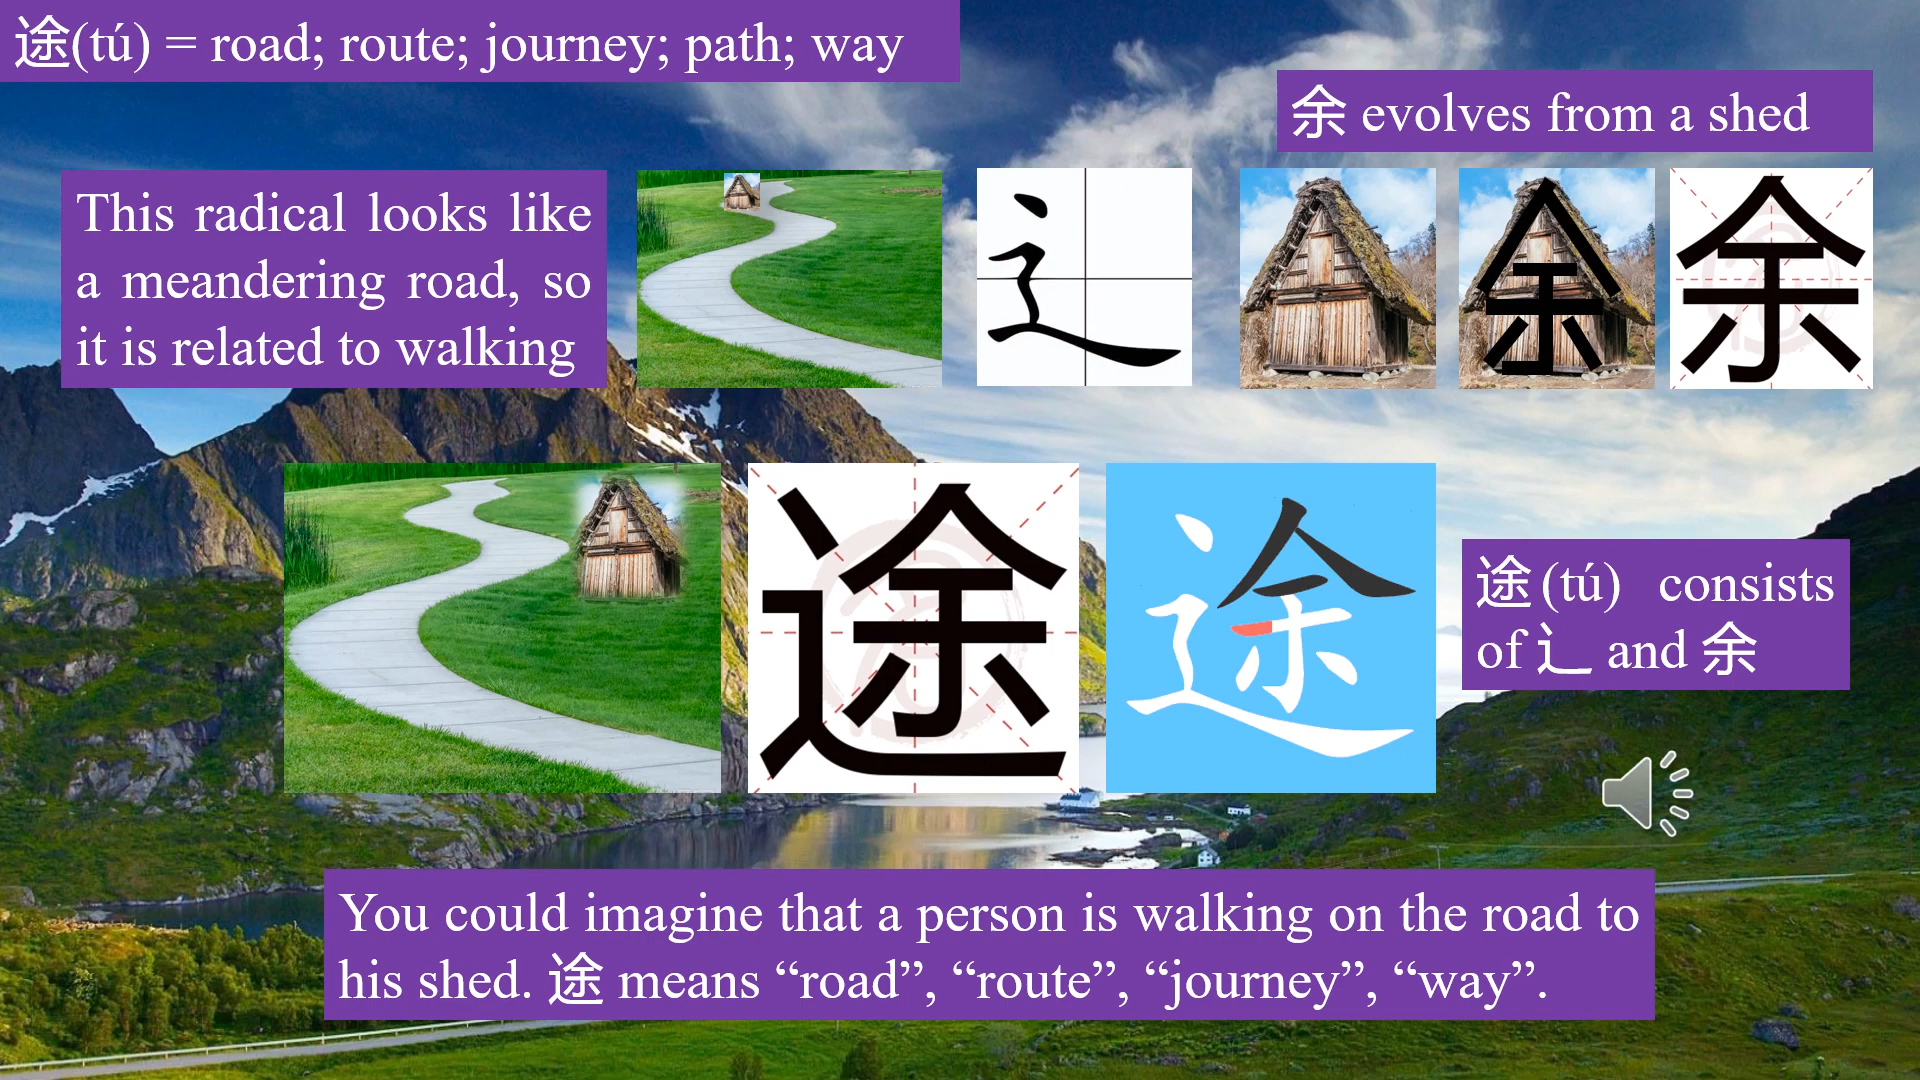 途(tú) = road; route; journey; path; way
余 evolves from a shed
This radical looks like
a meandering road, so
it is related to walking
辶
余
余
途
途
途(tú) consists
of 辶 and 余
You could imagine that a person is walking on the road to
his shed. 途 means “road”, “route”, “journey”, “way”.